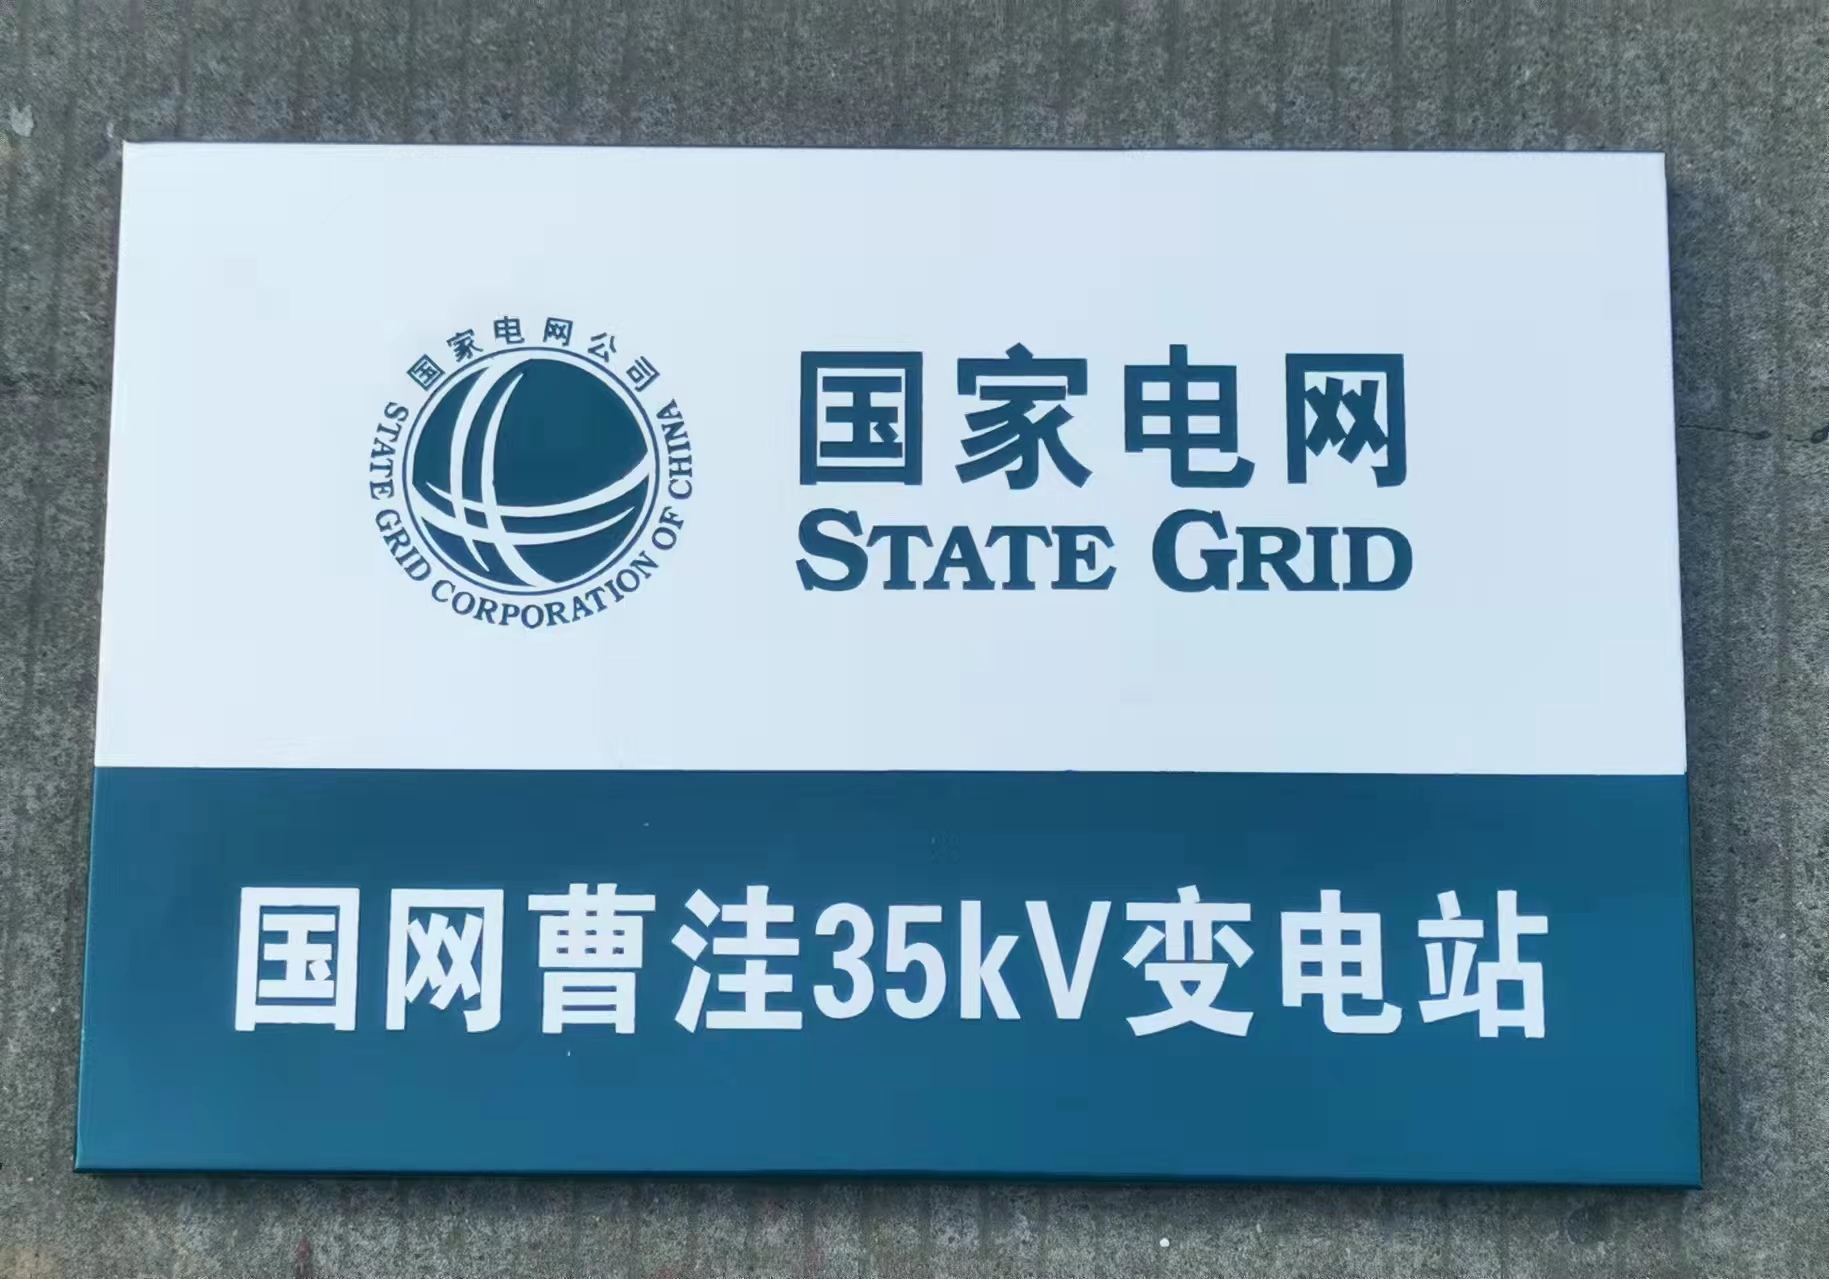 国家电网公司
STATE GRID CORPORATION OF CHINA
国家电网
STATE GRID
国网曹洼35kV变电站